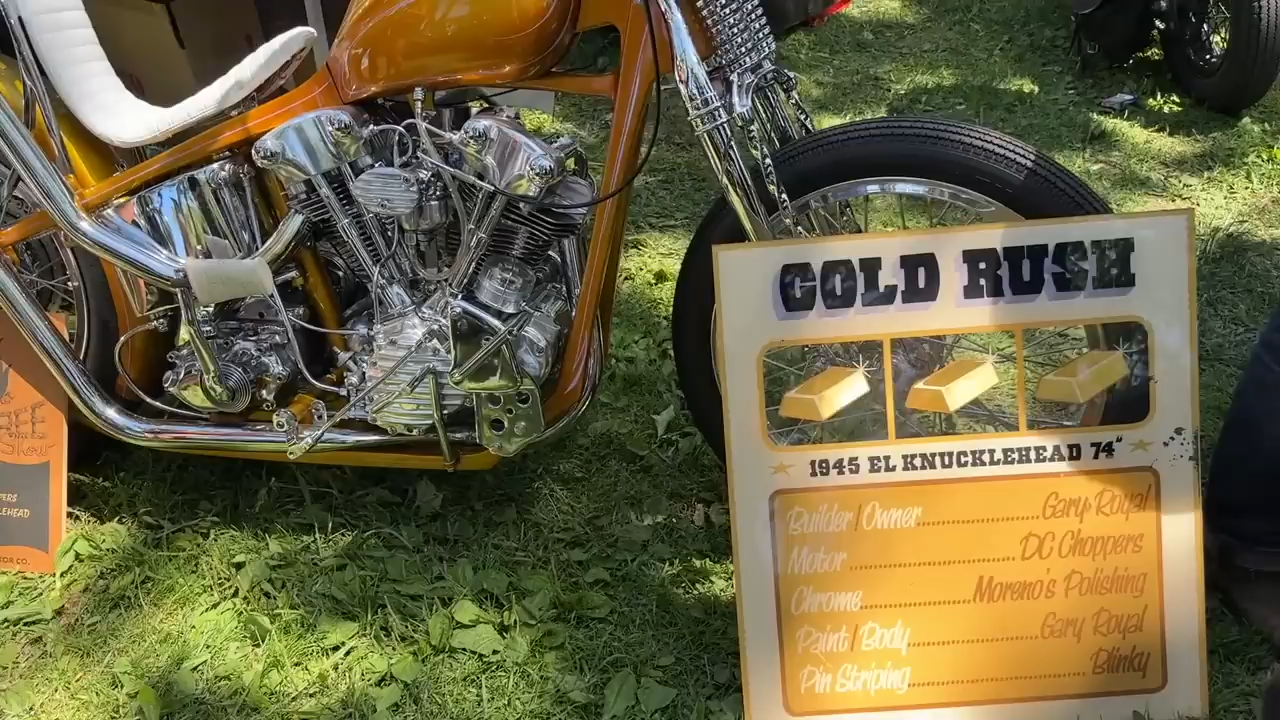 GOLD RUSH
1945 EL KNUCKLEHEAD 74"
Builder/Owner.....................Gary Royal
Motor.............................DC Choppers
Chrome....................Moreno's Polishing
Paint/Body.......................Gary Royal
Pin Striping...............................Blinky
Show